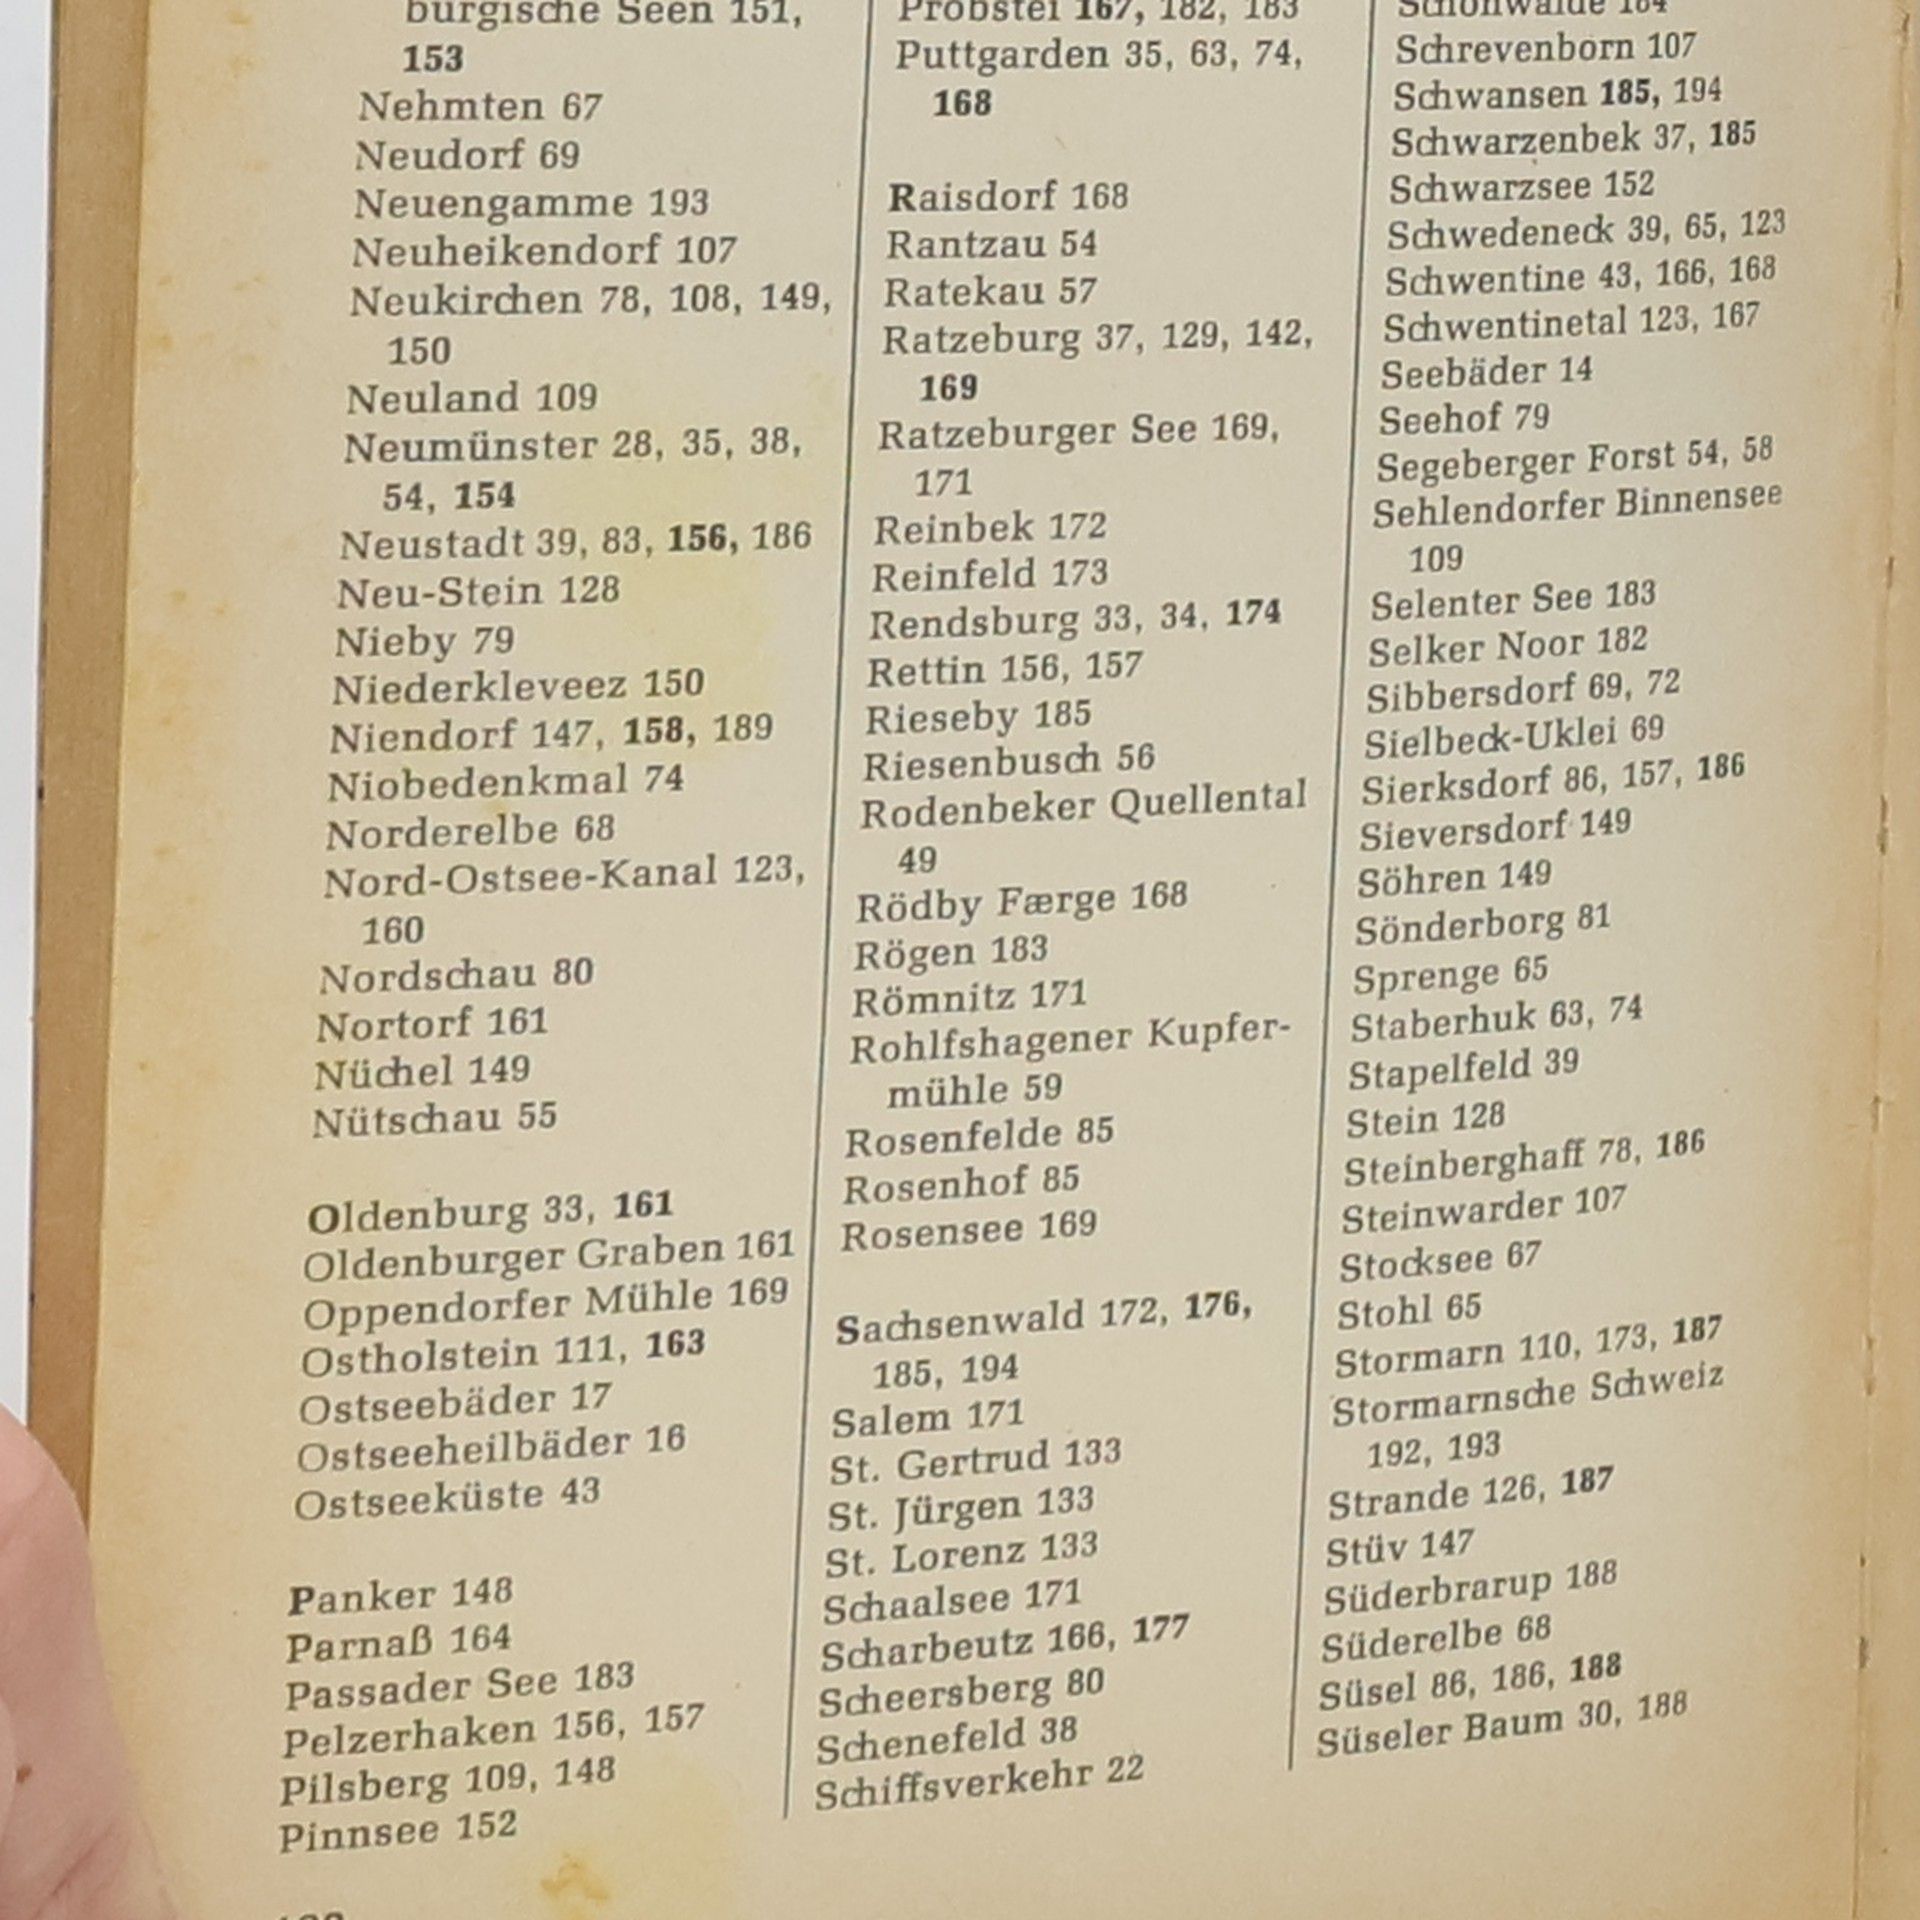 burgische Seen 151,
153
Nehmten 67
Neudorf 69
Neuengamme 193
Neuheikendorf 107
Neukirchen 78, 108, 149,
150
Neuland 109
Neumünster 28, 35, 38,
54, 154
Neustadt 39, 83, 156, 186
Neu-Stein 128
Nieby 79
Niederkleveez 150
Niendorf 147, 158, 189
Niobedenkmal 74
Norderelbe 68
Nord-Ostsee-Kanal 123,
160
Nordschau 80
Nortorf 161
Nüchel 149
Nütschau 55
Oldenburg 33, 161
Oldenburger Graben 161
Oppendorfer Mühle 169
Ostholstein 111, 163
Ostseebäder 17
Ostseeheilbäder 16
Ostseeküste 43
Panker 148
Parnaß 164
Passader See 183
Pelzerhaken 156, 157
Pilsberg 109, 148
Pinnsee 152
Probstei 167, 182, 183
Puttgarden 35, 63, 74,
168
Raisdorf 168
Rantzau 54
Ratekau 57
Ratzeburg 37, 129, 142,
169
Ratzeburger See 169,
171
Reinbek 172
Reinfeld 173
Rendsburg 33, 34, 174
Rettin 156, 157
Rieseby 185
Riesenbusch 56
Rodenbeker Quellental
49
Rödby Færge 168
Rögen 183
Römnitz 171
Rohlfshagener Kupfer-
mühle 59
Rosenfelde 85
Rosenhof 85
Rosensee 169
Sachsenwald 172, 176,
185, 194
Salem 171
St. Gertrud 133
St. Jürgen 133
St. Lorenz 133
Schaalsee 171
Scharbeutz 166, 177
Scheersberg 80
Schenefeld 38
Schiffsverkehr 22
Schönwalde 184
Schrevenborn 107
Schwansen 185, 194
Schwarzenbek 37, 185
Schwarzsee 152
Schwedeneck 39, 65, 123
Schwentine 43, 166, 168
Schwentinetal 123, 167
Seebäder 14
Seehof 79
Segeberger Forst 54, 58
Sehlendorfer Binnensee
109
Selenter See 183
Selker Noor 182
Sibbersdorf 69, 72
Sielbeck-Uklei 69
Sierksdorf 86, 157, 186
Sieversdorf 149
Söhren 149
Sönderborg 81
Sprenge 65
Staberhuk 63, 74
Stapelfeld 39
Stein 128
Steinberghaff 78, 186
Steinwarder 107
Stocksee 67
Stohl 65
Stormarn 110, 173, 187
Stormarnsche Schweiz
192, 193
Strande 126, 187
Stüv 147
Süderbrarup 188
Süderelbe 68
Süsel 86, 186, 188
Süseler Baum 30, 188